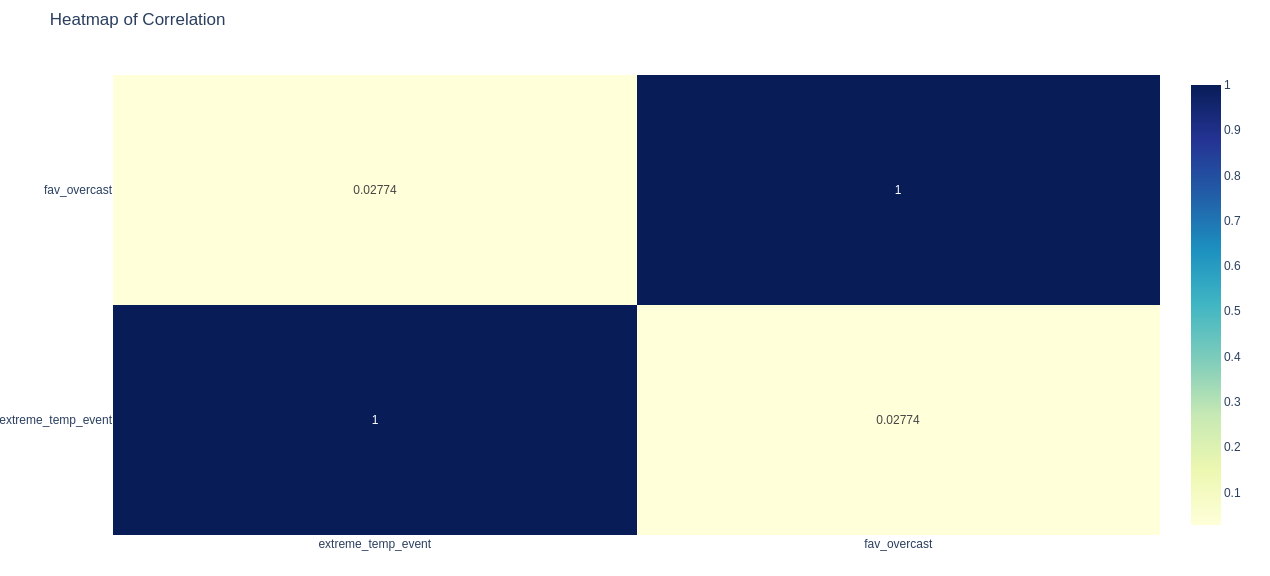 Heatmap of Correlation
fav_overcast
0.02774
1
extreme_temp_event
1
0.02774
extreme_temp_event
fav_overcast
1
0.9
0.8
0.7
0.6
0.5
0.4
0.3
0.2
0.1